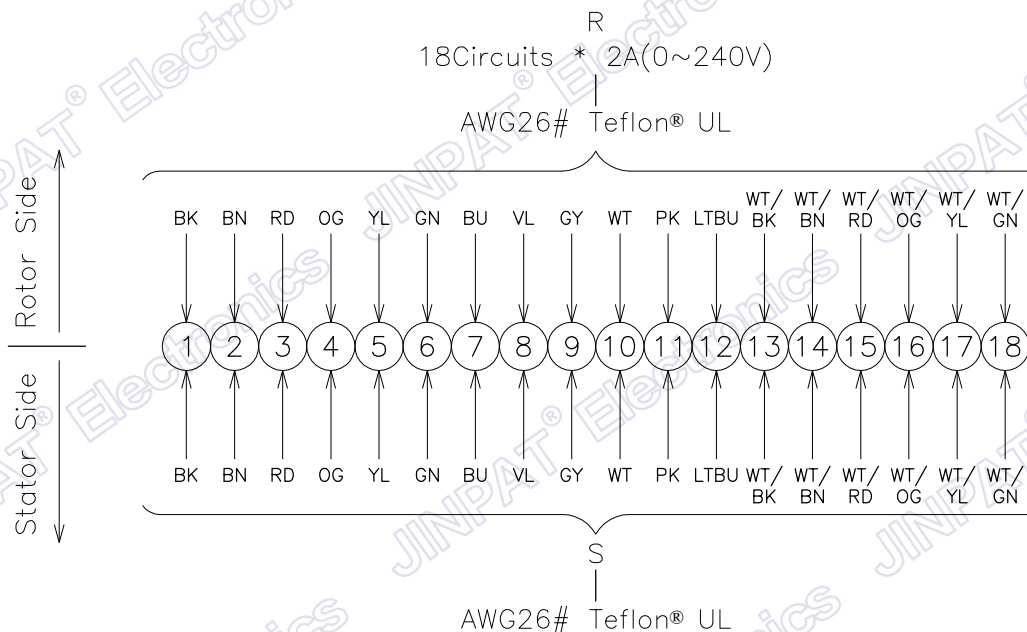 R
18Circuits * 2A(0~240V)
AWG26# Teflon® UL
Rotor Side
BK BN RD OG YL GN BU VL GY WT PK LTBU WT/BK WT/BN WT/RD WT/OG WT/YL WT/GN
1 2 3 4 5 6 7 8 9 10 11 12 13 14 15 16 17 18
Stator Side
BK BN RD OG YL GN BU VL GY WT PK LTBU WT/BK WT/BN WT/RD WT/OG WT/YL WT/GN
S
AWG26# Teflon® UL
JINPAT® Electronics